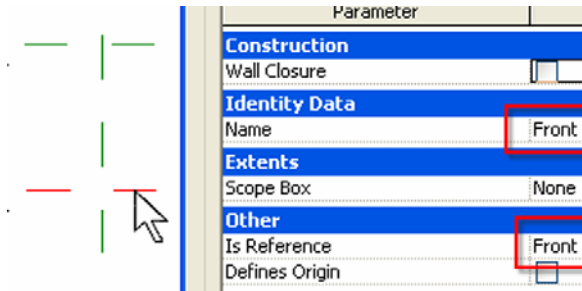 Parameter
Construction
Wall Closure
Identity Data
Name Front
Extents
Scope Box None
Other
Is Reference Front
Defines Origin